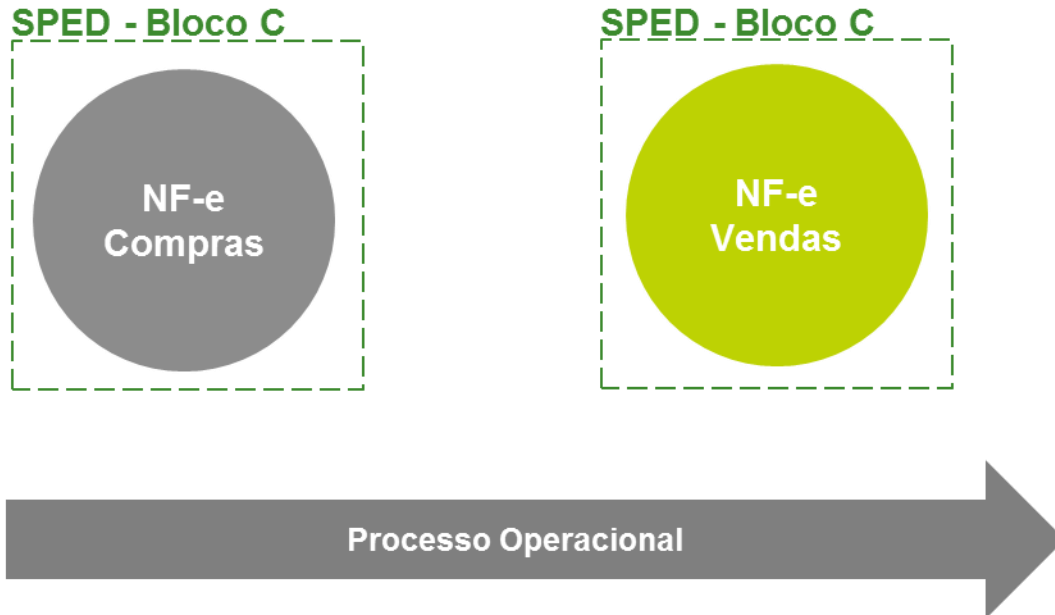 SPED - Bloco C
SPED - Bloco C
NF-e
Compras
NF-e
Vendas
Processo Operacional